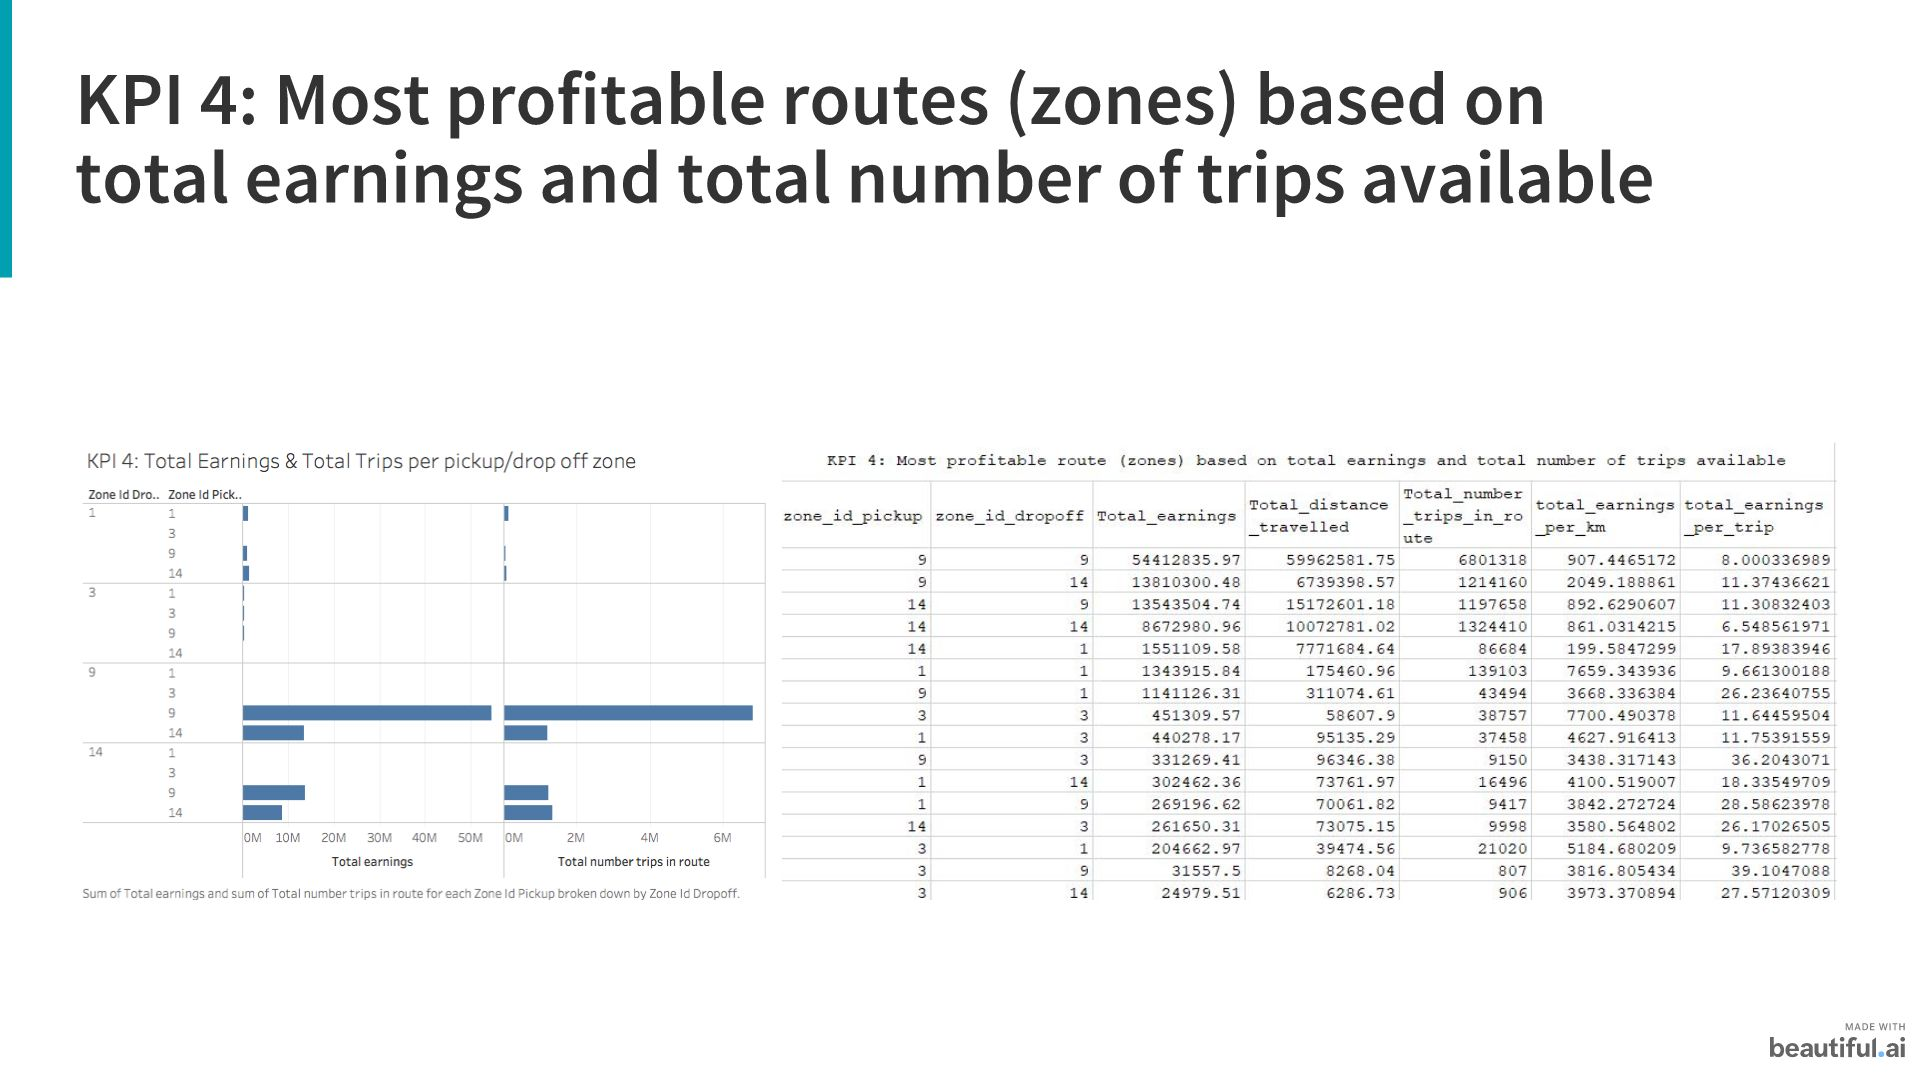 KPI 4: Most profitable routes (zones) based on
total earnings and total number of trips available
KPI 4: Total Earnings & Total Trips per pickup/drop off zone
Zone Id Dro.. Zone Id Pick..
1 1
3
9
14
3 1
3
9
14
9 1
3
9
14
14 1
3
9
14
0M 10M 20M 30M 40M 50M 0M 2M 4M 6M
Total earnings Total number trips in route
Sum of Total earnings and sum of Total number trips in route for each Zone Id Pickup broken down by Zone Id Dropoff.
KPI 4: Most profitable route (zones) based on total earnings and total number of trips available
zone_id_pickup zone_id_dropoff Total_earnings Total_distance_travelled Total_number_trips_in_route total_earnings_per_km total_earnings_per_trip
9 9 54412835.97 59962581.75 6801318 907.4465172 8.000336989
9 14 13810300.48 6739398.57 1214160 2049.188861 11.37436621
14 9 13543504.74 15172601.18 1197658 892.6290607 11.30832403
14 14 8672980.96 10072781.02 1324410 861.0314215 6.548561971
14 1 1551109.58 7771684.64 86684 199.5847299 17.89383946
1 1 1343915.84 175460.96 139103 7659.343936 9.661300188
9 1 1141126.31 311074.61 43494 3668.336384 26.23640755
3 3 451309.57 58607.9 38757 7700.490378 11.64459504
1 3 440278.17 95135.29 37458 4627.916413 11.75391559
9 3 331269.41 96346.38 9150 3438.317143 36.2043071
1 14 302462.36 73761.97 16496 4100.519007 18.33549709
1 9 269196.62 70061.82 9417 3842.272724 28.58623978
14 3 261650.31 73075.15 9998 3580.564802 26.17026505
3 1 204662.97 39474.56 21020 5184.680209 9.736582778
3 9 31557.5 8268.04 807 3816.805434 39.1047088
3 14 24979.51 6286.73 906 3973.370894 27.57120309
MADE WITH
beautiful.ai